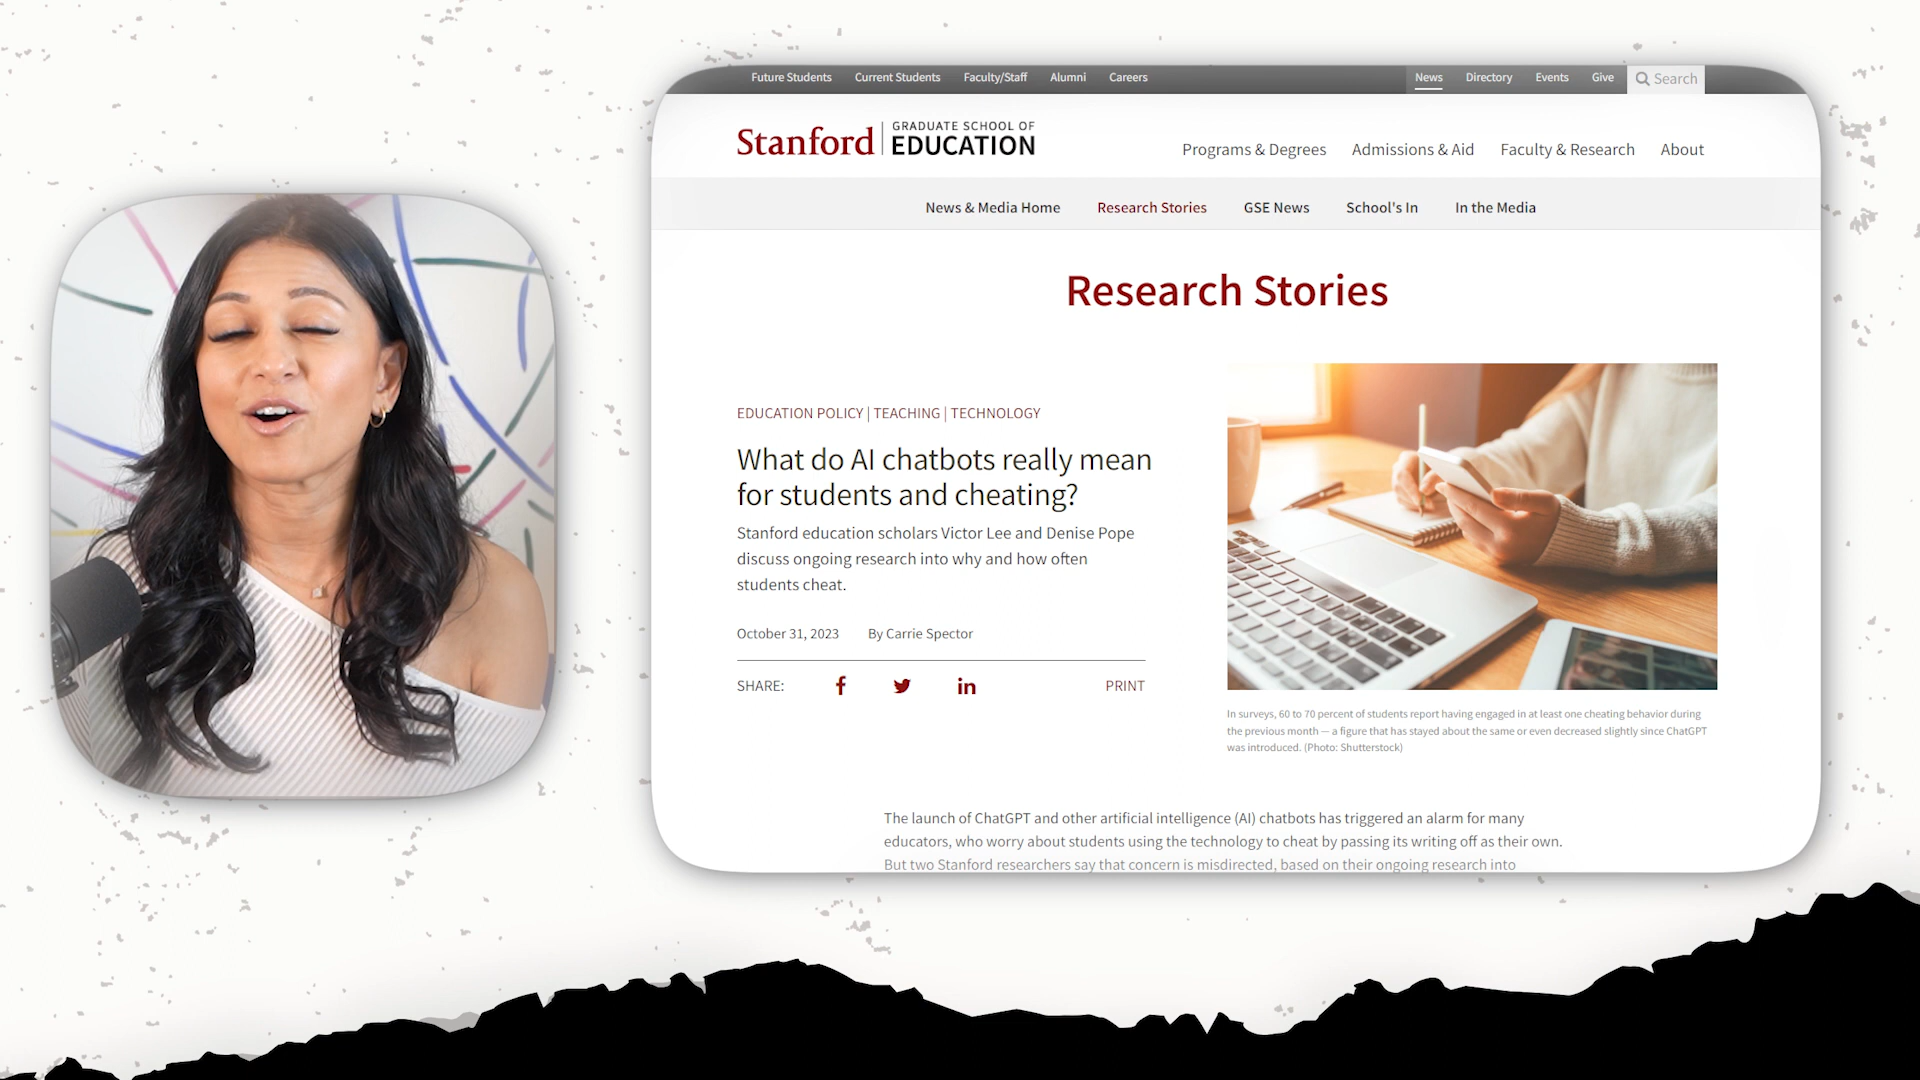 Future Students Current Students Faculty/Staff Alumni Careers News Directory Events Give Search
Stanford GRADUATE SCHOOL OF
EDUCATION
Programs & Degrees Admissions & Aid Faculty & Research About
News & Media Home Research Stories GSE News School's In In the Media
Research Stories
EDUCATION POLICY | TEACHING | TECHNOLOGY
What do AI chatbots really mean
for students and cheating?
Stanford education scholars Victor Lee and Denise Pope
discuss ongoing research into why and how often
students cheat.
October 31, 2023 By Carrie Spector
SHARE: PRINT
In surveys, 60 to 70 percent of students report having engaged in at least one cheating behavior during
the previous month — a figure that has stayed about the same or even decreased slightly since ChatGPT
was introduced. (Photo: Shutterstock)
The launch of ChatGPT and other artificial intelligence (AI) chatbots has triggered an alarm for many
educators, who worry about students using the technology to cheat by passing its writing off as their own.
But two Stanford researchers say that concern is misdirected, based on their ongoing research into